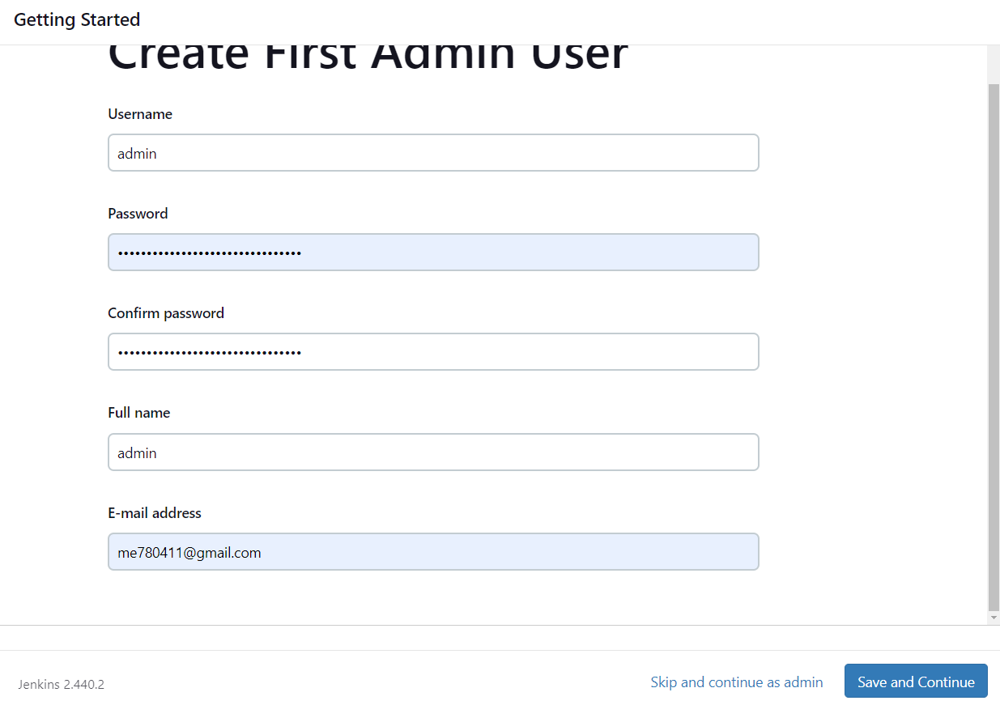 Getting Started
Create First Admin User
Username
admin
Password
••••••••••••••••••••••••••••••••
Confirm password
••••••••••••••••••••••••••••••••
Full name
admin
E-mail address
me780411@gmail.com
Jenkins 2.440.2
Skip and continue as admin
Save and Continue